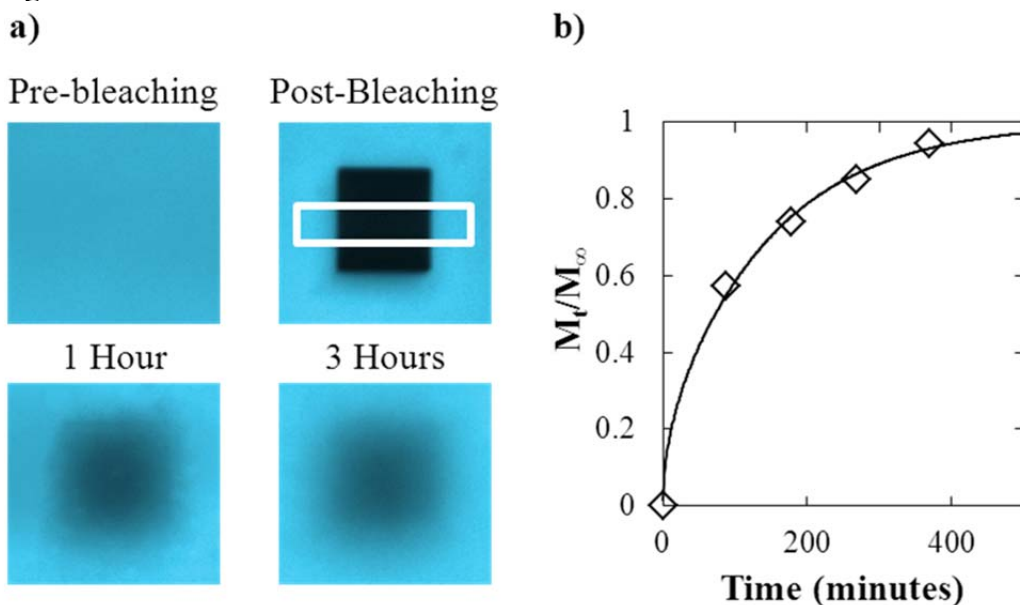 a)
Pre-bleaching
Post-Bleaching
1 Hour
3 Hours
b)
1
0.8
0.6
0.4
0.2
0
0 200 400
Mt/M∞
Time (minutes)